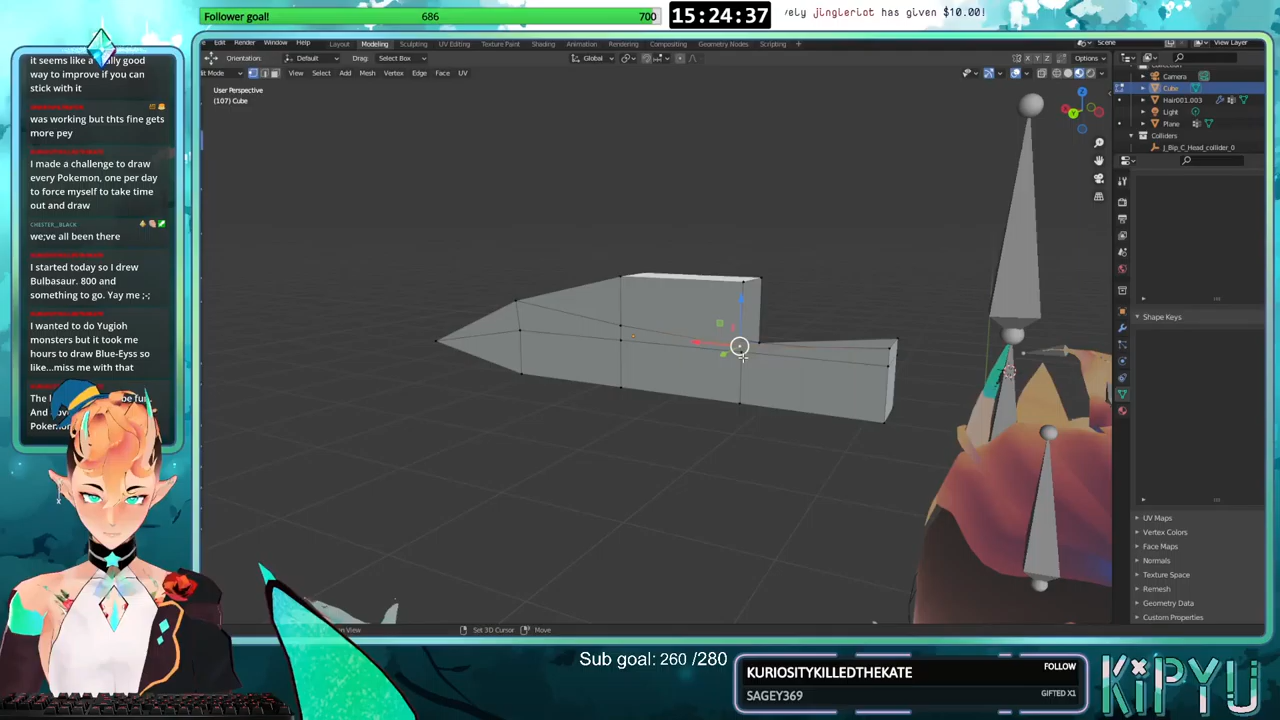 Follower goal!
686
700
15:24:37
vely jinglerlot has given $10.00!
it seems like a really good
way to improve if you can
stick with it
was working but thts fine gets
more pey
I made a challenge to draw
every Pokemon, one per day
to force myself to take time
out and draw
CHESTER_BLACK
we;ve all been there
I started today so I drew
Bulbasaur. 800 and
something to go. Yay me ;-;
I wanted to do Yugioh
monsters but it took me
hours to draw Blue-Eyss so
like...miss me with that
Edit Render Window Help
Layout Modeling Sculpting UV Editing Texture Paint Shading Animation Rendering Compositing Geometry Nodes Scripting +
Scene
View Layer
Orientation: Default Drag: Select Box Global X Y Z Options
it Mode View Select Add Mesh Vertex Edge Face UV
User Perspective
(107) Cube
Collection
Camera
Cube
Hair001.003
Light
Plane
Colliders
J_Bip_C_Head_collider_0
Shape Keys
UV Maps
Vertex Colors
Face Maps
Normals
Texture Space
Remesh
Geometry Data
Custom Properties
Set 3D Cursor Move
Sub goal: 260 /280
KURIOSITYKILLEDTHEKATE
FOLLOW
SAGEY369
GIFTED X1
KiPYU